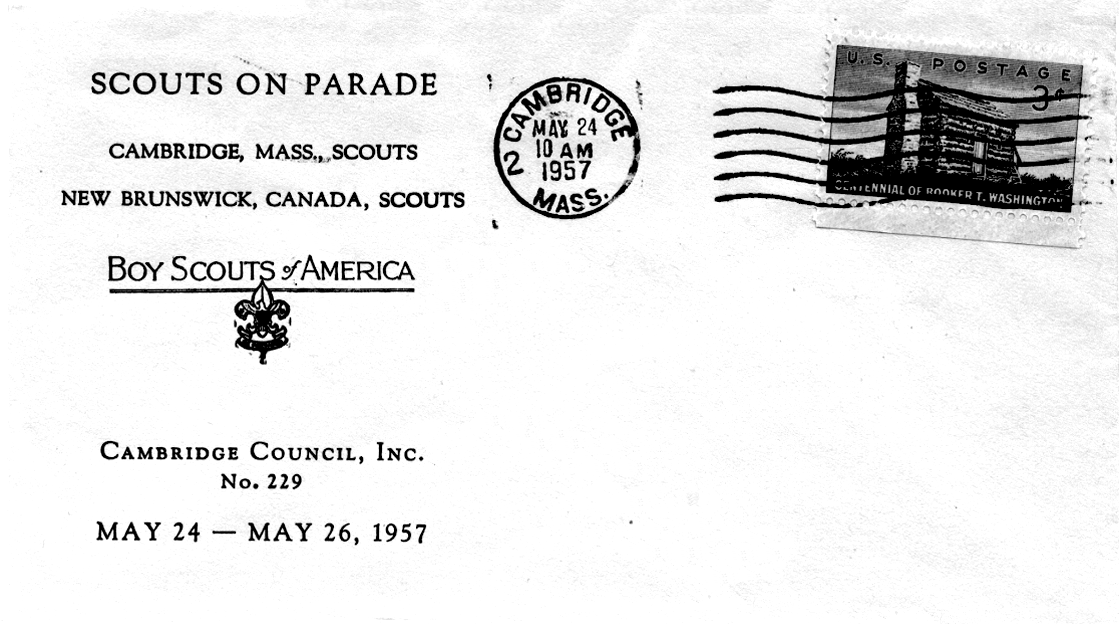 SCOUTS ON PARADE
CAMBRIDGE, MASS., SCOUTS
NEW BRUNSWICK, CANADA, SCOUTS
BOY SCOUTS of AMERICA
CAMBRIDGE COUNCIL, INC.
No. 229
MAY 24 — MAY 26, 1957
CAMBRIDGE
MAY 24
10 AM
1957
2
MASS.
U.S. POSTAGE
3¢
CENTENNIAL OF BOOKER T. WASHINGTON